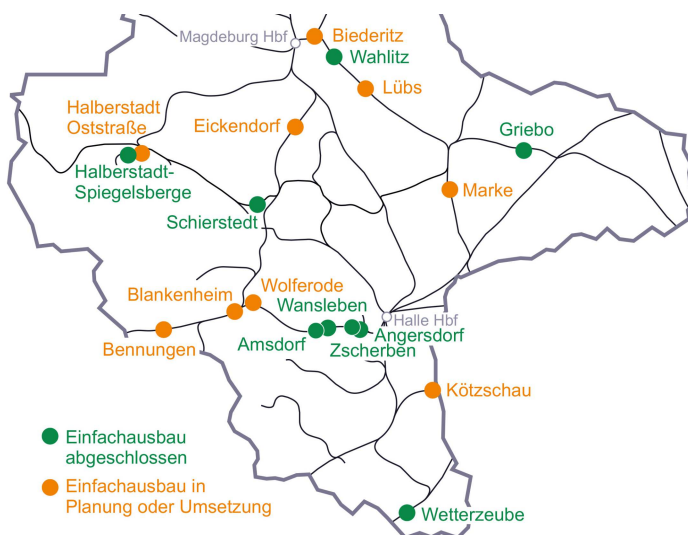 Magdeburg Hbf
Biederitz
Wahlitz
Lübs
Halberstadt
Oststraße
Eickendorf
Griebo
Halberstadt-
Spiegelsberge
Marke
Schierstedt
Wolferode
Blankenheim
Wansleben
Halle Hbf
Angersdorf
Amsdorf
Zscherben
Bennungen
Kötzschau
Einfachausbau
abgeschlossen
Einfachausbau in
Planung oder Umsetzung
Wetterzeube